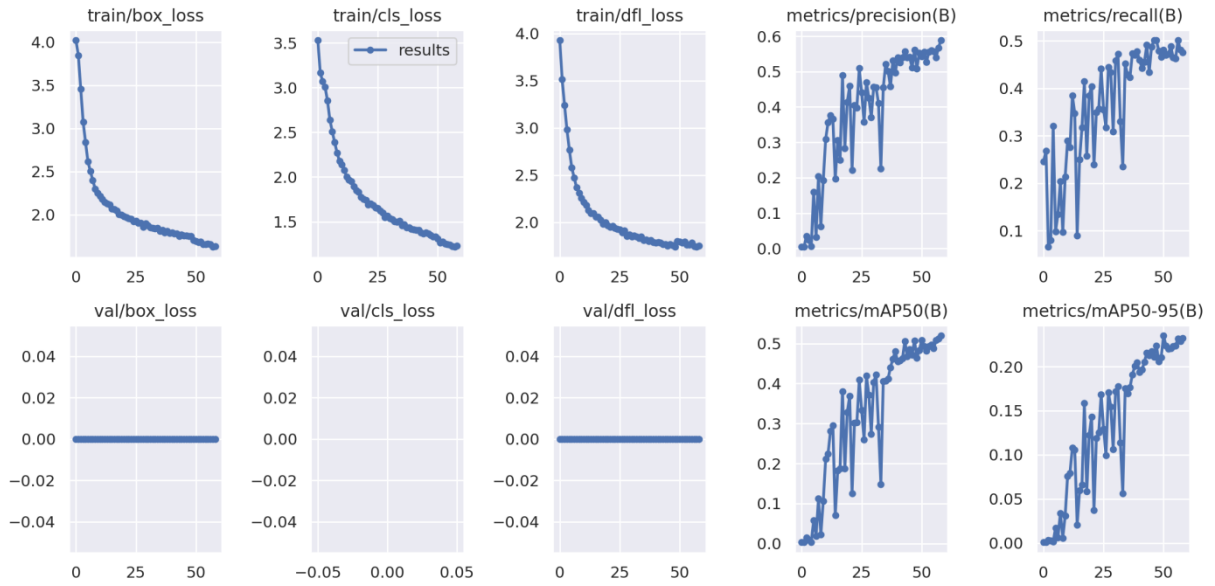 train/box_loss
4.0
3.5
3.0
2.5
2.0
0 25 50
train/cls_loss
results
3.5
3.0
2.5
2.0
1.5
0 25 50
train/dfl_loss
4.0
3.5
3.0
2.5
2.0
0 25 50
metrics/precision(B)
0.6
0.5
0.4
0.3
0.2
0.1
0.0
0 25 50
metrics/recall(B)
0.5
0.4
0.3
0.2
0.1
0 25 50
val/box_loss
0.04
0.02
0.00
−0.02
−0.04
0 25 50
val/cls_loss
0.04
0.02
0.00
−0.02
−0.04
−0.05 0.00 0.05
val/dfl_loss
0.04
0.02
0.00
−0.02
−0.04
0 25 50
metrics/mAP50(B)
0.5
0.4
0.3
0.2
0.1
0.0
0 25 50
metrics/mAP50-95(B)
0.20
0.15
0.10
0.05
0.00
0 25 50